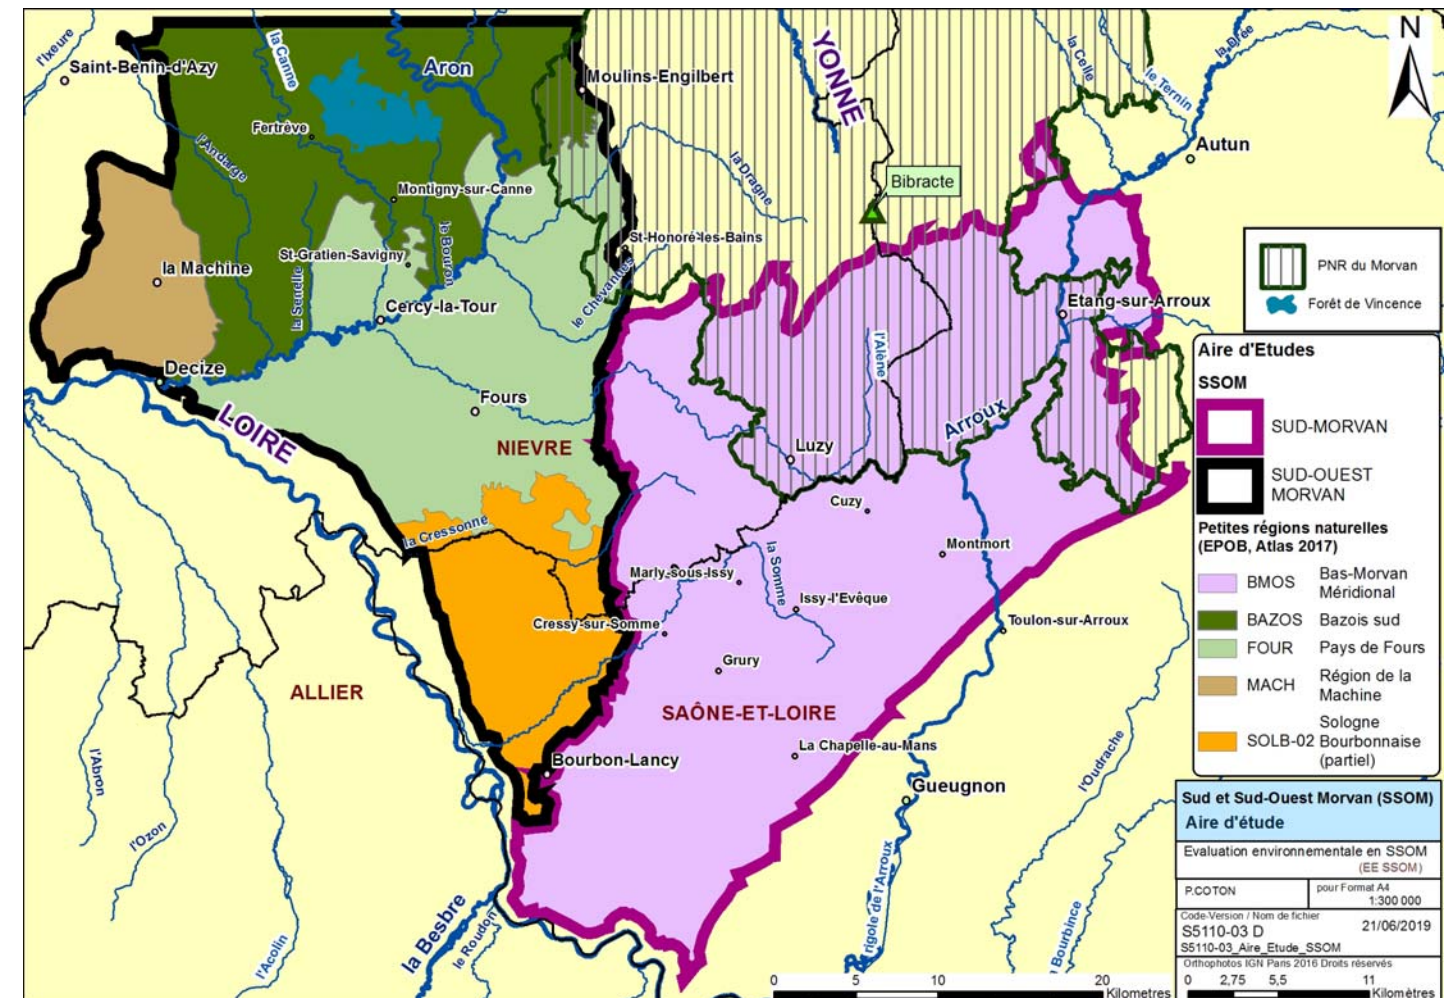 l'Ixeure
Saint-Benin-d'Azy
la Canne
Aron
Moulins-Engilbert
YONNE
la Celle
le Ternin
la Drée
N
Autun
Fertrève
l'Andarge
la Dragne
Bibracte
Montigny-sur-Canne
le Bouron
St-Honoré-les-Bains
St-Gratien-Savigny
la Machine
la Senelle
Cercy-la-Tour
le Chevannes
Etang-sur-Arroux
l'Alène
Decize
LOIRE
Fours
NIEVRE
Arroux
Luzy
Cuzy
la Cressonne
Montmort
la Somme
Marly-sous-Issy
Issy-l'Evêque
Cressy-sur-Somme
Toulon-sur-Arroux
Grury
ALLIER
SAÔNE-ET-LOIRE
La Chapelle-au-Mans
Bourbon-Lancy
Gueugnon
l'Abron
l'Ozon
l'Acolin
la Besbre
le Roudon
rigole de l'Arroux
l'Oudrache
la Bourbince
PNR du Morvan
Forêt de Vincence
Aire d'Etudes
SSOM
SUD-MORVAN
SUD-OUEST
MORVAN
Petites régions naturelles
(EPOB, Atlas 2017)
BMOS Bas-Morvan
Méridional
BAZOS Bazois sud
FOUR Pays de Fours
MACH Région de la
Machine
SOLB-02 Sologne
Bourbonnaise
(partiel)
Sud et Sud-Ouest Morvan (SSOM)
Aire d'étude
Evaluation environnementale en SSOM
(EE SSOM)
P.COTON
pour Format A4
1:300 000
Code-Version / Nom de fichier
S5110-03 D 21/06/2019
S5110-03_Aire_Etude_SSOM
Orthophotos IGN Paris 2016 Droits réservés
0 2,75 5,5 11
Kilomètres
0 5 10 20
Kilometres